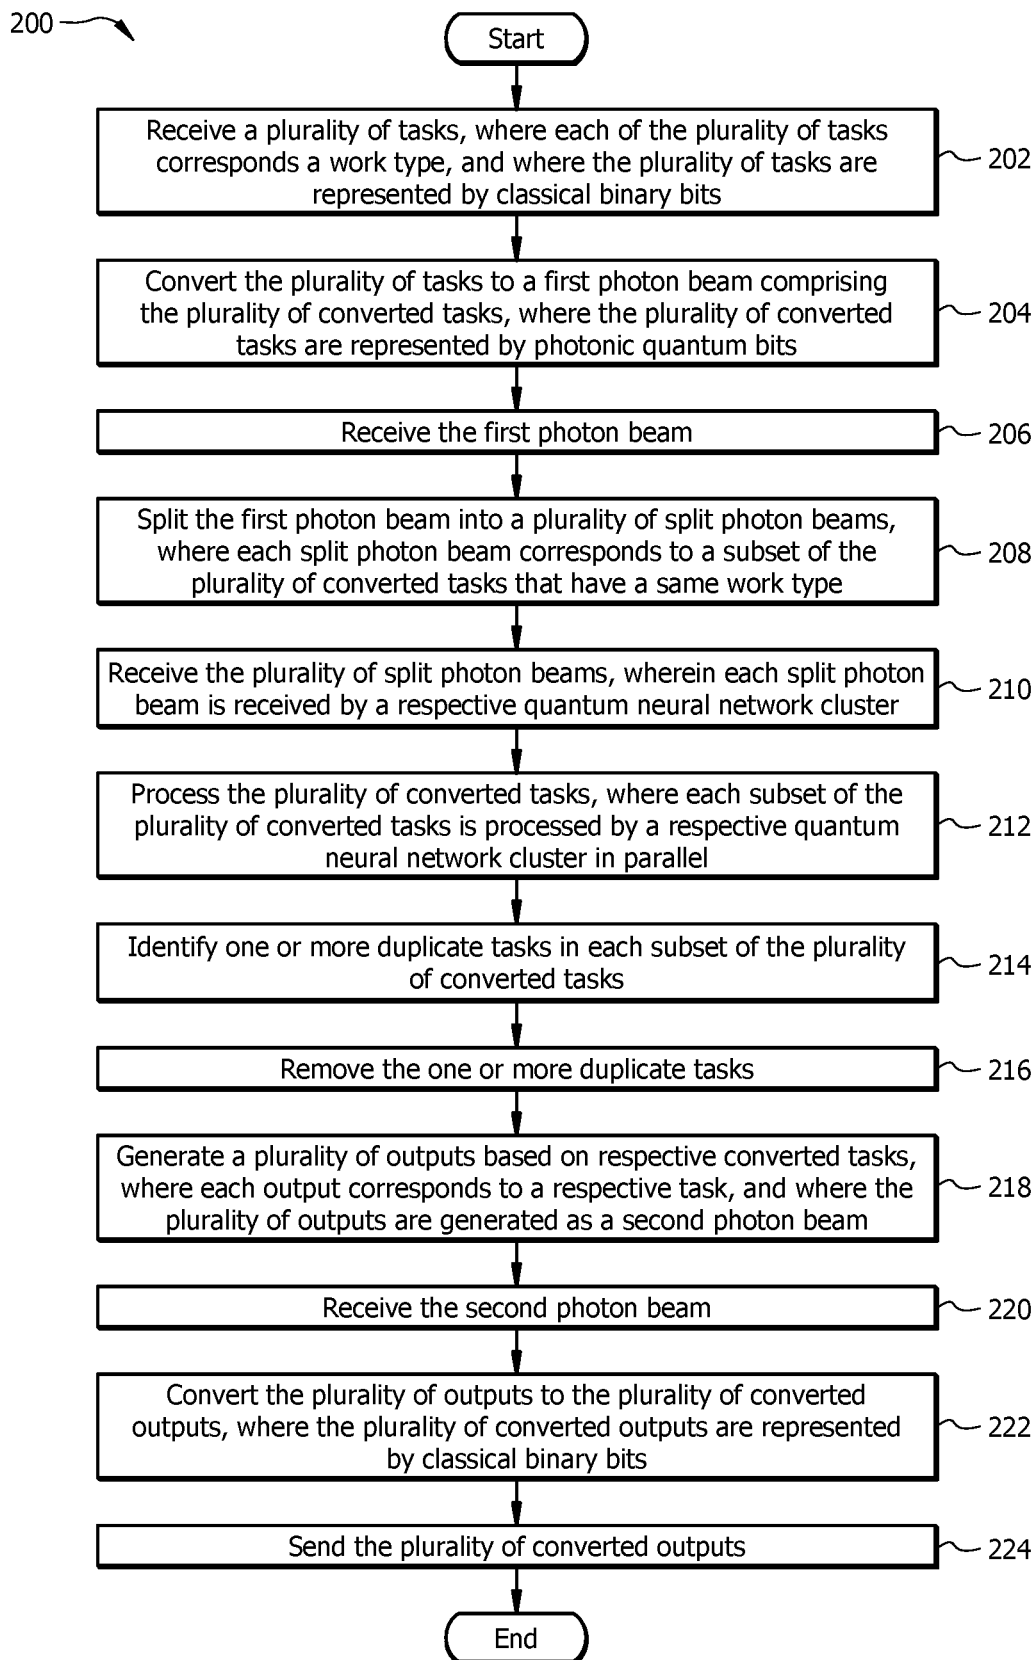 200
Start
Receive a plurality of tasks, where each of the plurality of tasks
corresponds a work type, and where the plurality of tasks are
represented by classical binary bits
202
Convert the plurality of tasks to a first photon beam comprising
the plurality of converted tasks, where the plurality of converted
tasks are represented by photonic quantum bits
204
Receive the first photon beam
206
Split the first photon beam into a plurality of split photon beams,
where each split photon beam corresponds to a subset of the
plurality of converted tasks that have a same work type
208
Receive the plurality of split photon beams, wherein each split photon
beam is received by a respective quantum neural network cluster
210
Process the plurality of converted tasks, where each subset of the
plurality of converted tasks is processed by a respective quantum
neural network cluster in parallel
212
Identify one or more duplicate tasks in each subset of the plurality
of converted tasks
214
Remove the one or more duplicate tasks
216
Generate a plurality of outputs based on respective converted tasks,
where each output corresponds to a respective task, and where the
plurality of outputs are generated as a second photon beam
218
Receive the second photon beam
220
Convert the plurality of outputs to the plurality of converted
outputs, where the plurality of converted outputs are represented
by classical binary bits
222
Send the plurality of converted outputs
224
End